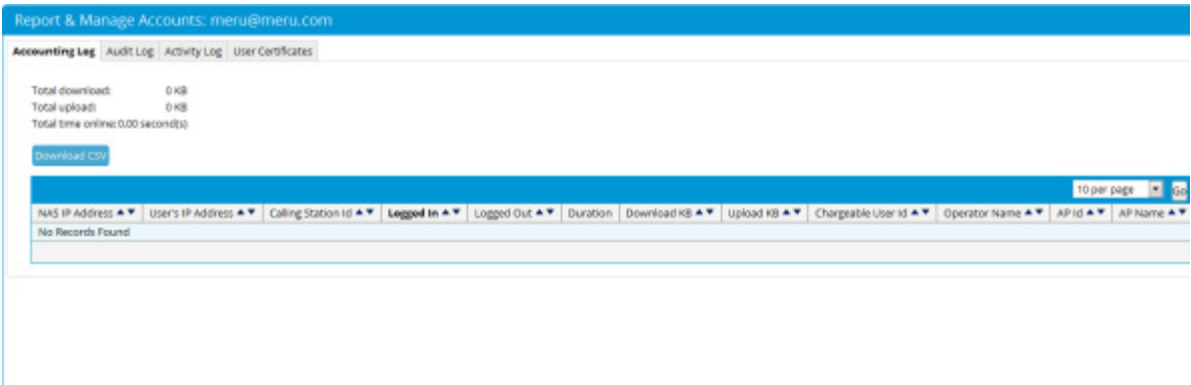 Report & Manage Accounts: meru@meru.com
Accounting Log Audit Log Activity Log User Certificates
Total download: 0 KB
Total upload: 0 KB
Total time online: 0.00 second(s)
Download CSV
10 per page Go
NAS IP Address User's IP Address Calling Station Id Logged In Logged Out Duration Download KB Upload KB Chargeable User Id Operator Name AP Id AP Name
No Records Found